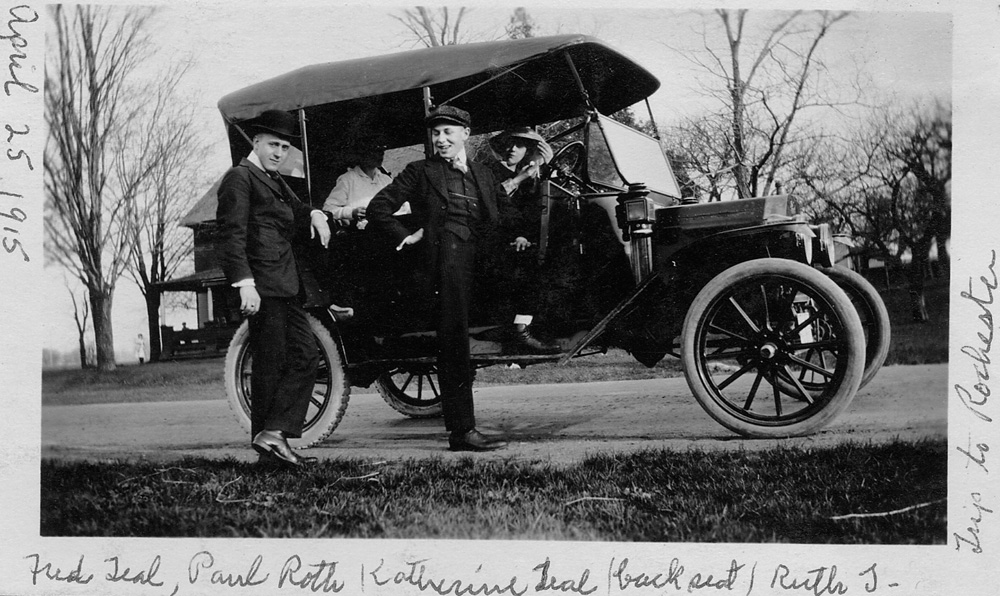 April 25, 1915
Trip to Rochester
Fred Teal, Paul Roth Katherine Teal (back seat) Ruth T-